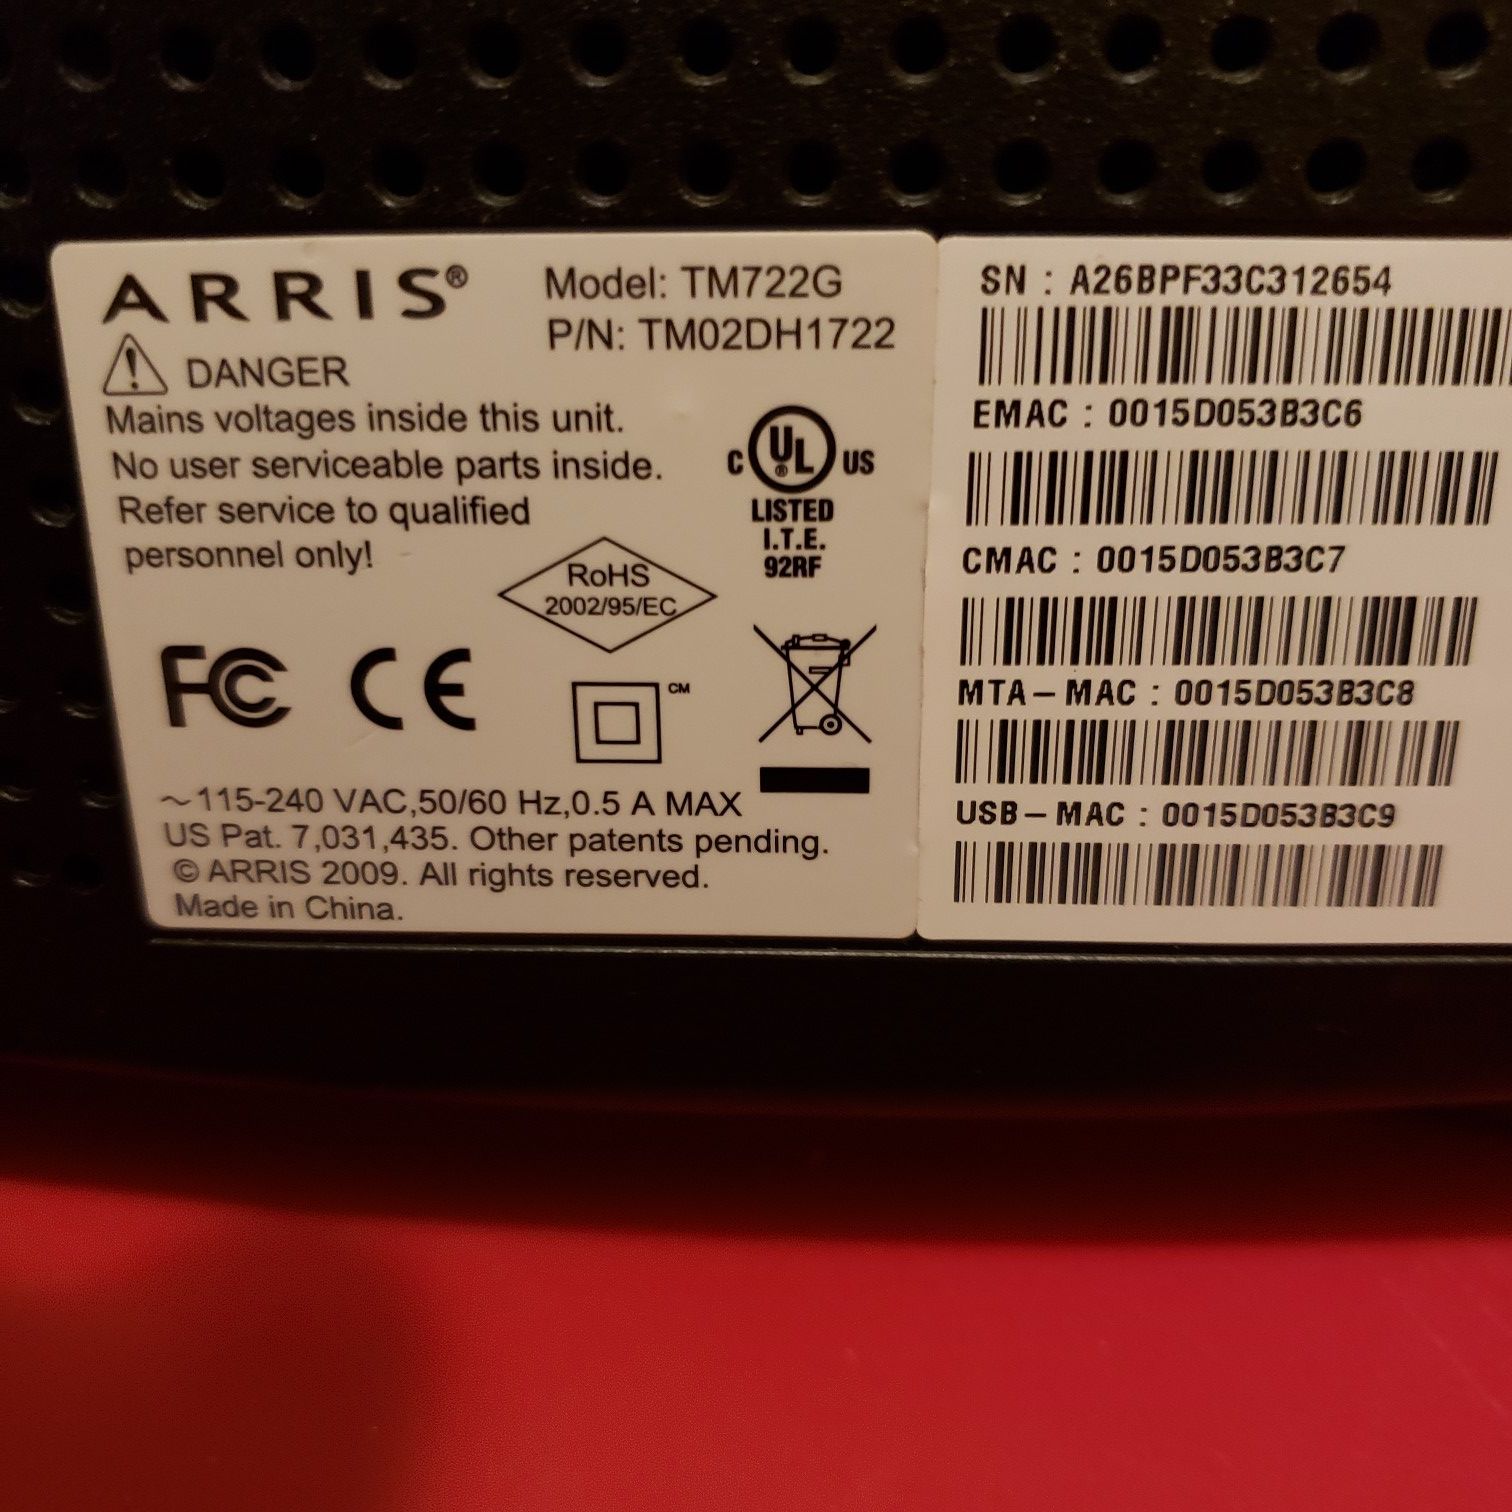 ARRIS®
Model: TM722G
P/N: TM02DH1722
DANGER
Mains voltages inside this unit.
No user serviceable parts inside.
Refer service to qualified
personnel only!
C UL® US
LISTED
I.T.E.
92RF
RoHS
2002/95/EC
FC CE
CM
~115-240 VAC,50/60 Hz,0.5 A MAX
US Pat. 7,031,435. Other patents pending.
© ARRIS 2009. All rights reserved.
Made in China.
SN : A26BPF33C312654
EMAC : 0015D053B3C6
CMAC : 0015D053B3C7
MTA-MAC : 0015D053B3C8
USB-MAC : 0015D053B3C9